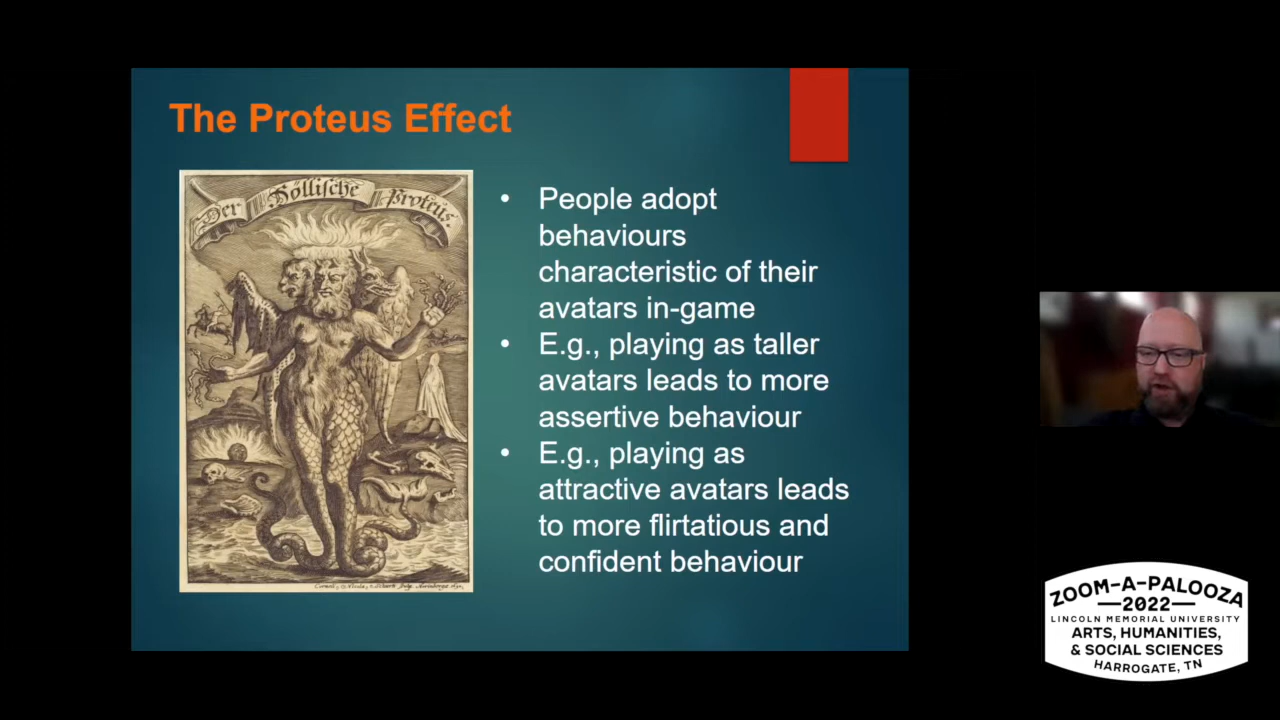 The Proteus Effect
Der Höllische Proteus.
• People adopt
behaviours
characteristic of their
avatars in-game
• E.g., playing as taller
avatars leads to more
assertive behaviour
• E.g., playing as
attractive avatars leads
to more flirtatious and
confident behaviour
ZOOM-A-PALOOZA
—2022—
LINCOLN MEMORIAL UNIVERSITY
ARTS, HUMANITIES,
& SOCIAL SCIENCES
HARROGATE, TN